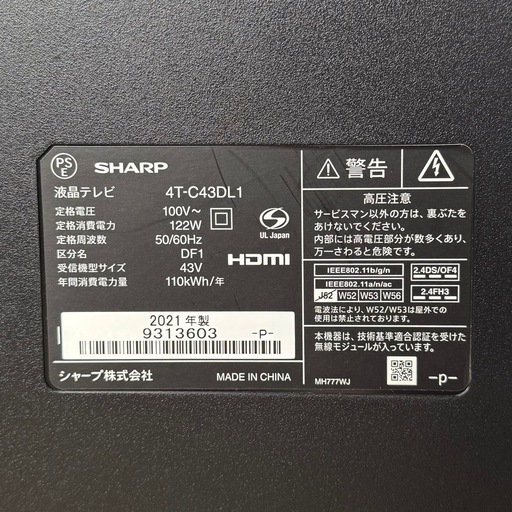 PS
E
SHARP
液晶テレビ 4T-C43DL1
定格電圧 100V～
定格消費電力 122W
定格周波数 50/60Hz
区分名 DF1
受信機型サイズ 43V
年間消費電力量 110kWh/年
UL Japan
HDMI
2021年製
9313603 -P-
シャープ株式会社 MADE IN CHINA
警告
高圧注意
サービスマン以外の方は、裏ぶたを
あけないでください。
内部には高電圧部分が数多くあり、
万一さわると危険です。
IEEE802.11b/g/n 2.4DS/OF4
IEEE802.11a/n/ac
J52 W52 W53 W56 2.4FH3
電波法により、W52/W53は屋外での
使用は禁止されています。
本機器は、技術基準適合認証を受けた
無線モジュールが入っています。
MH777WJ -P-